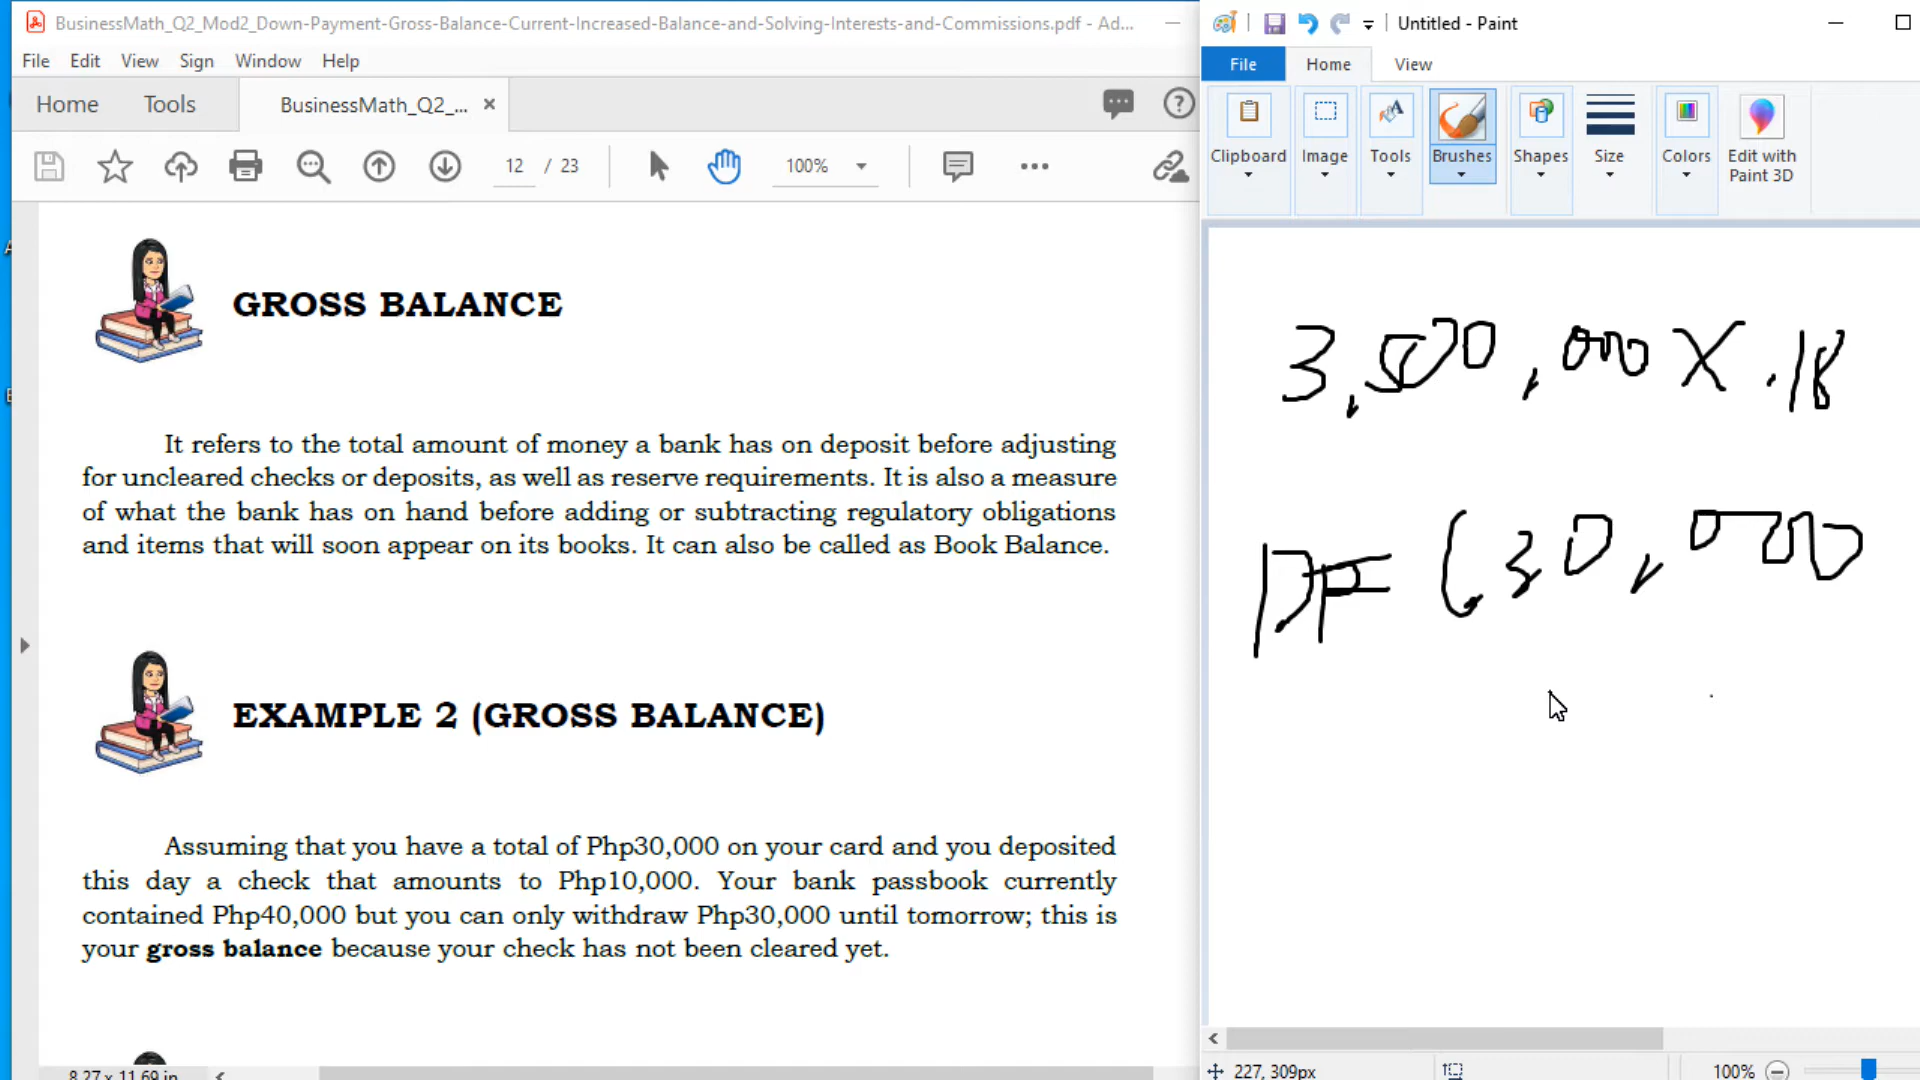 BusinessMath_Q2_Mod2_Down-Payment-Gross-Balance-Current-Increased-Balance-and-Solving-Interests-and-Commissions.pdf - Ad...
File Edit View Sign Window Help
Home Tools BusinessMath_Q2_... ×
12 / 23 100%
GROSS BALANCE
It refers to the total amount of money a bank has on deposit before adjusting
for uncleared checks or deposits, as well as reserve requirements. It is also a measure
of what the bank has on hand before adding or subtracting regulatory obligations
and items that will soon appear on its books. It can also be called as Book Balance.
EXAMPLE 2 (GROSS BALANCE)
Assuming that you have a total of Php30,000 on your card and you deposited
this day a check that amounts to Php10,000. Your bank passbook currently
contained Php40,000 but you can only withdraw Php30,000 until tomorrow; this is
your gross balance because your check has not been cleared yet.
8.27 x 11.69 in
Untitled - Paint
File Home View
Clipboard Image Tools Brushes Shapes Size Colors Edit with
Paint 3D
3,500,000 X .18
DP= 630,000
227, 309px 100%